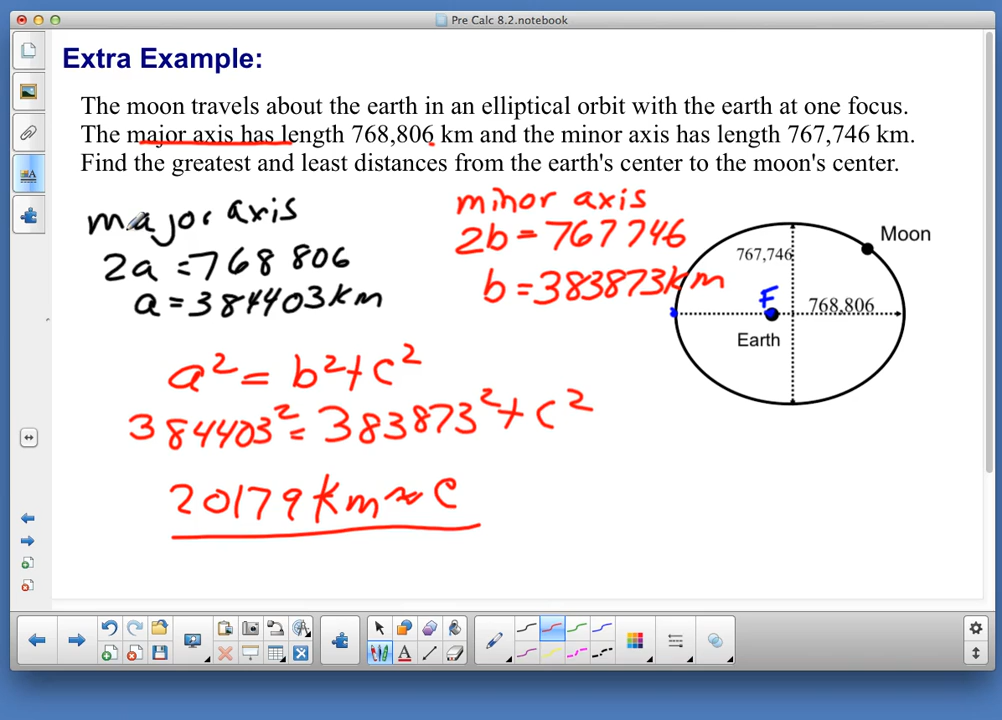 Pre Calc 8.2.notebook
Extra Example:
The moon travels about the earth in an elliptical orbit with the earth at one focus.
The major axis has length 768,806 km and the minor axis has length 767,746 km.
Find the greatest and least distances from the earth's center to the moon's center.
major axis
2a = 768 806
a = 384403 km
minor axis
2b = 767 746
b = 383873 km
Moon
767,746
F
768,806
Earth
a² = b² + c²
384403² = 383873² + c²
20179 km ≈ c
A
A